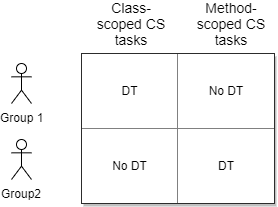 Class-
scoped CS
tasks
Method-
scoped CS
tasks
Group 1
DT
No DT
Group2
No DT
DT